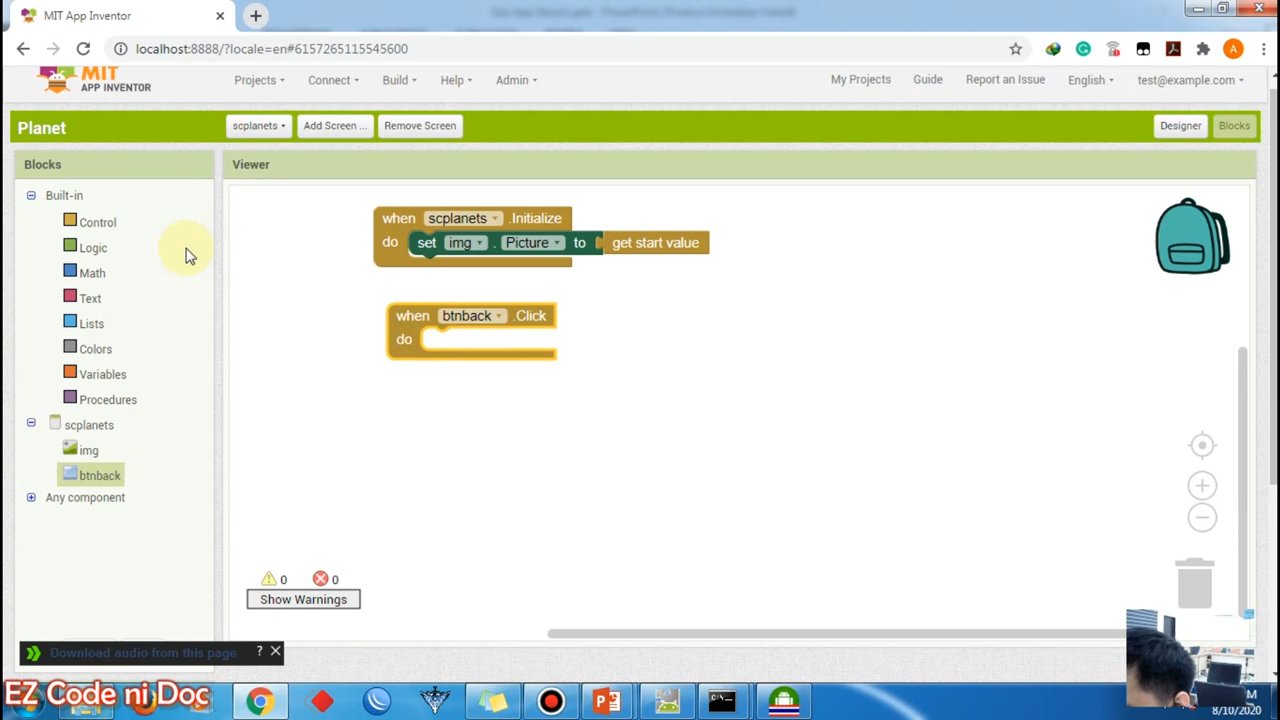 MIT App Inventor
localhost:8888/?locale=en#6157265115545600
A
MIT
APP INVENTOR
Projects
Connect
Build
Help
Admin
My Projects
Guide
Report an Issue
English
test@example.com
Planet
scplanets
Add Screen ...
Remove Screen
Designer
Blocks
Blocks
Viewer
Built-in
Control
Logic
Math
Text
Lists
Colors
Variables
Procedures
scplanets
img
btnback
Any component
when scplanets .Initialize
do set img . Picture to get start value
when btnback .Click
do
0 0
Show Warnings
Download audio from this page ?
EZ Code ni Doc
8/10/2020